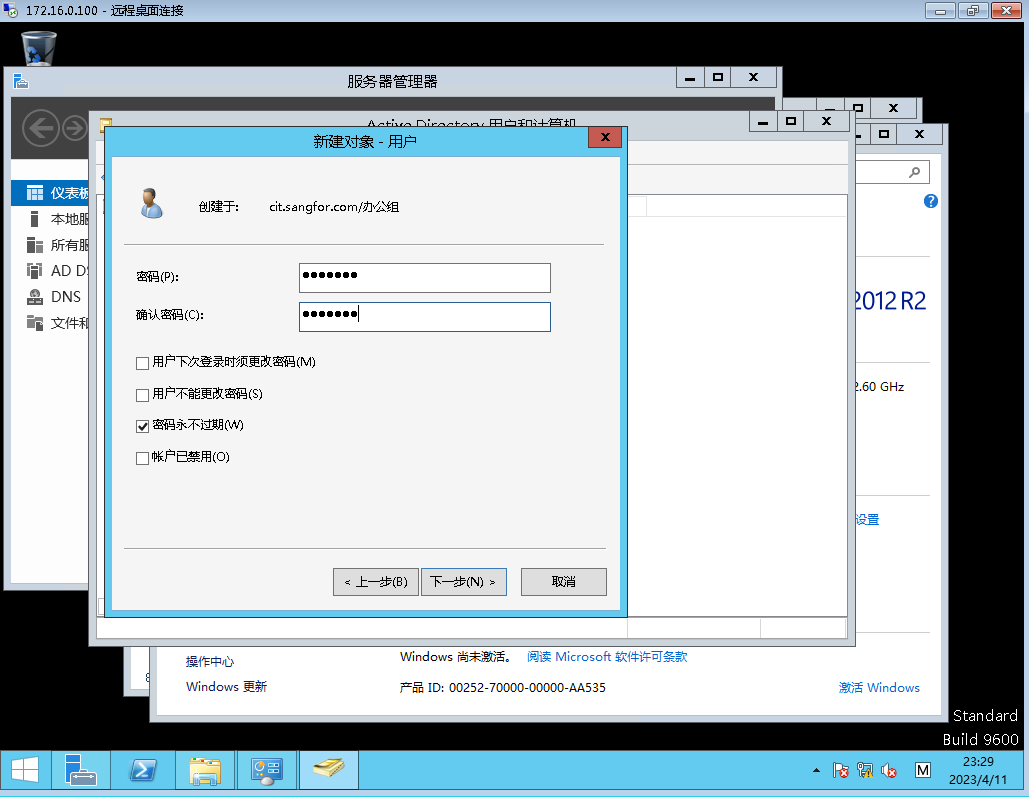 172.16.0.100 - 远程桌面连接
服务器管理器
Active Directory 用户和计算机
新建对象 - 用户
创建于: cit.sangfor.com/办公组
密码(P):
确认密码(C):
用户下次登录时须更改密码(M)
用户不能更改密码(S)
密码永不过期(W)
帐户已禁用(O)
< 上一步(B) 下一步(N) > 取消
仪表板
本地服
所有服
AD DS
DNS
文件和
2012 R2
2.60 GHz
设置
操作中心
Windows 更新
Windows 尚未激活。 阅读 Microsoft 软件许可条款
产品 ID: 00252-70000-00000-AA535
激活 Windows
Standard
Build 9600
M
23:29
2023/4/11